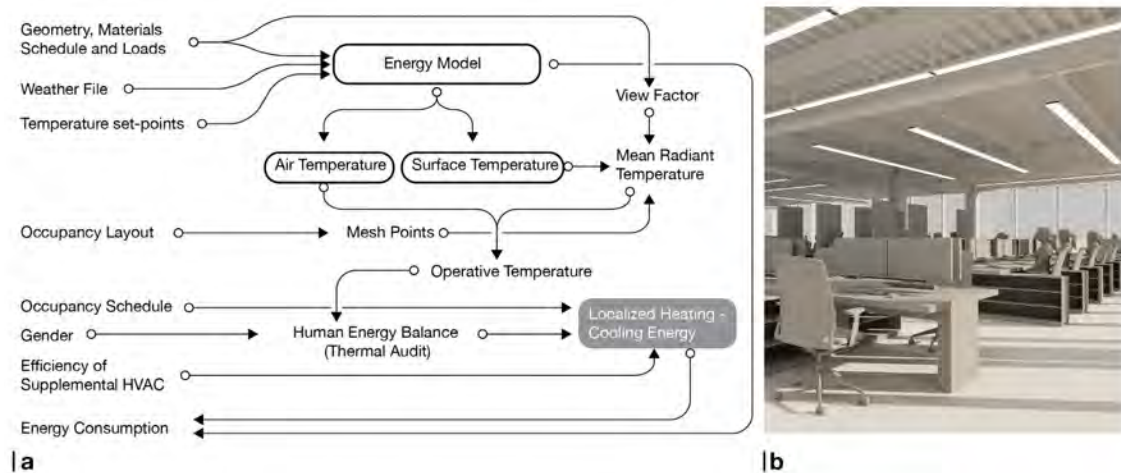 Geometry, Materials
Schedule and Loads
Energy Model
Weather File
View Factor
Temperature set-points
Air Temperature
Surface Temperature
Mean Radiant
Temperature
Occupancy Layout
Mesh Points
Operative Temperature
Occupancy Schedule
Localized Heating -
Cooling Energy
Gender
Human Energy Balance
(Thermal Audit)
Efficiency of
Supplemental HVAC
Energy Consumption
|a
|b